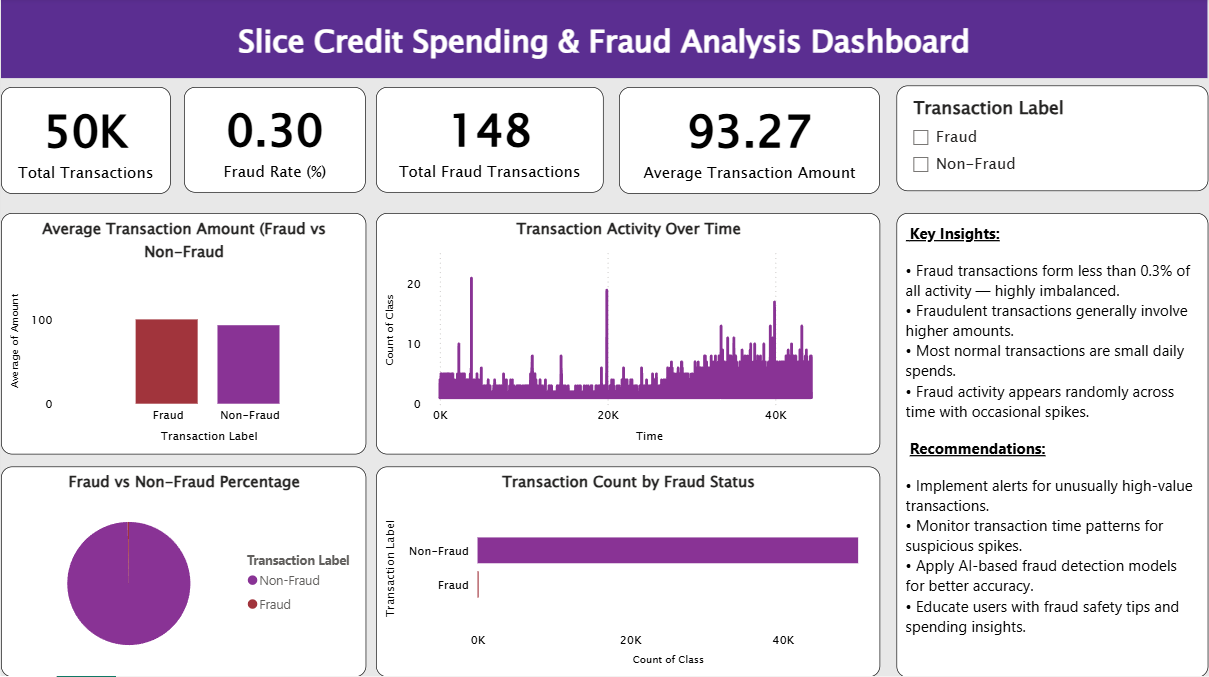 Slice Credit Spending & Fraud Analysis Dashboard
50K
Total Transactions
0.30
Fraud Rate (%)
148
Total Fraud Transactions
93.27
Average Transaction Amount
Transaction Label
Fraud
Non-Fraud
Average Transaction Amount (Fraud vs
Non-Fraud
Average of Amount
100
0
Fraud
Non-Fraud
Transaction Label
Transaction Activity Over Time
Count of Class
20
10
0
0K
20K
40K
Time
Fraud vs Non-Fraud Percentage
Transaction Label
Non-Fraud
Fraud
Transaction Count by Fraud Status
Transaction Label
Non-Fraud
Fraud
0K
20K
40K
Count of Class
Key Insights:
• Fraud transactions form less than 0.3% of
all activity — highly imbalanced.
• Fraudulent transactions generally involve
higher amounts.
• Most normal transactions are small daily
spends.
• Fraud activity appears randomly across
time with occasional spikes.
Recommendations:
• Implement alerts for unusually high-value
transactions.
• Monitor transaction time patterns for
suspicious spikes.
• Apply AI-based fraud detection models
for better accuracy.
• Educate users with fraud safety tips and
spending insights.